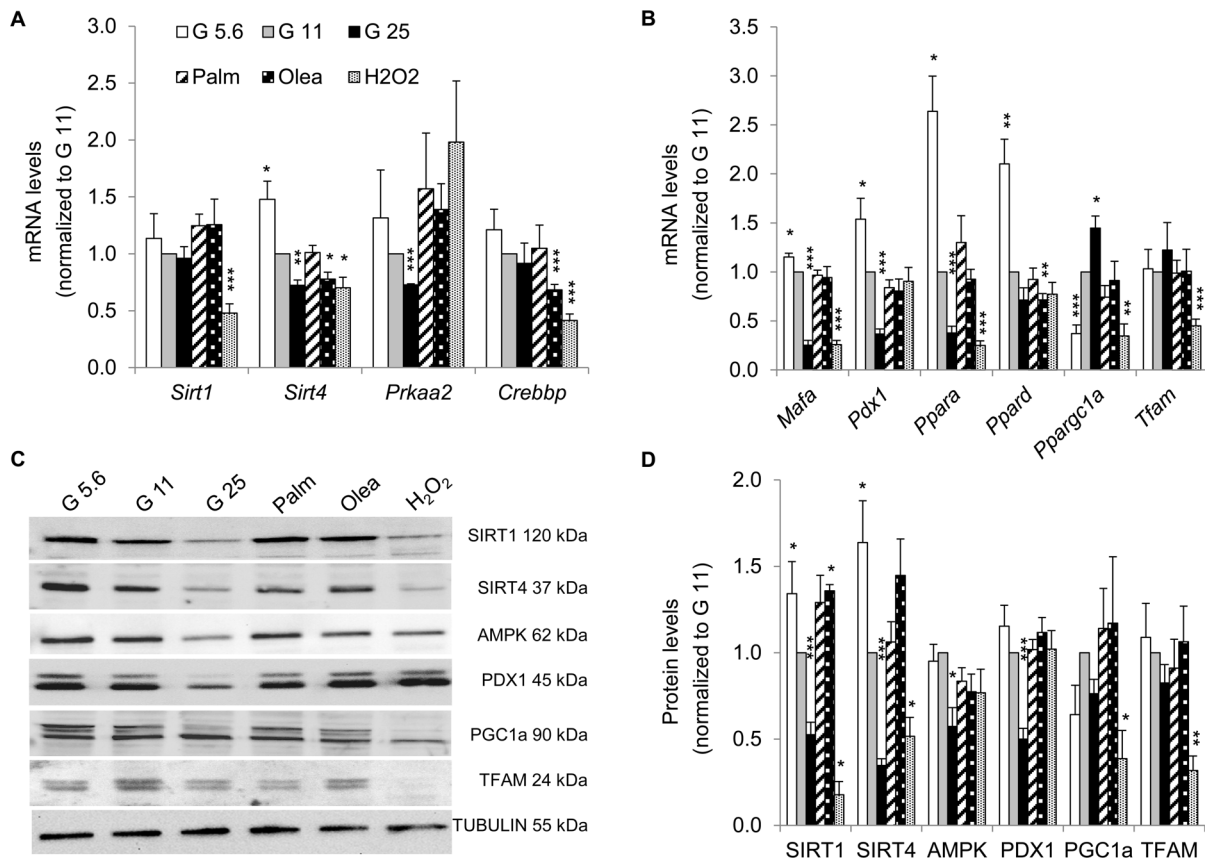 A
mRNA levels
(normalized to G 11)
3.0
2.5
2.0
1.5
1.0
0.5
0.0
G 5.6
G 11
G 25
Palm
Olea
H2O2
*
**
*
*
***
***
***
***
Sirt1
Sirt4
Prkaa2
Crebbp
B
mRNA levels
(normalized to G 11)
3.5
3.0
2.5
2.0
1.5
1.0
0.5
0.0
*
***
***
*
***
*
***
***
**
**
***
*
**
***
Mafa
Pdx1
Ppara
Ppard
Ppargc1a
Tfam
C
G 5.6
G 11
G 25
Palm
Olea
H₂O₂
SIRT1 120 kDa
SIRT4 37 kDa
AMPK 62 kDa
PDX1 45 kDa
PGC1a 90 kDa
TFAM 24 kDa
TUBULIN 55 kDa
D
Protein levels
(normalized to G 11)
2.0
1.5
1.0
0.5
0.0
*
***
*
*
*
***
*
*
***
*
**
SIRT1
SIRT4
AMPK
PDX1
PGC1a
TFAM